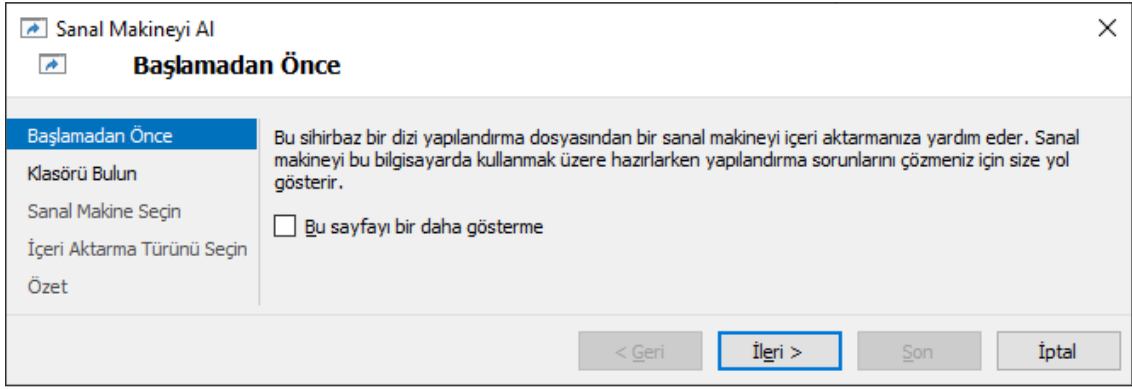 Sanal Makineyi Al
Başlamadan Önce
Başlamadan Önce
Klasörü Bulun
Sanal Makine Seçin
İçeri Aktarma Türünü Seçin
Özet
Bu sihirbaz bir dizi yapılandırma dosyasından bir sanal makineyi içeri aktarmanıza yardım eder. Sanal
makineyi bu bilgisayarda kullanmak üzere hazırlarken yapılandırma sorunlarını çözmeniz için size yol
gösterir.
Bu sayfayı bir daha gösterme
< Geri
İleri >
Son
İptal